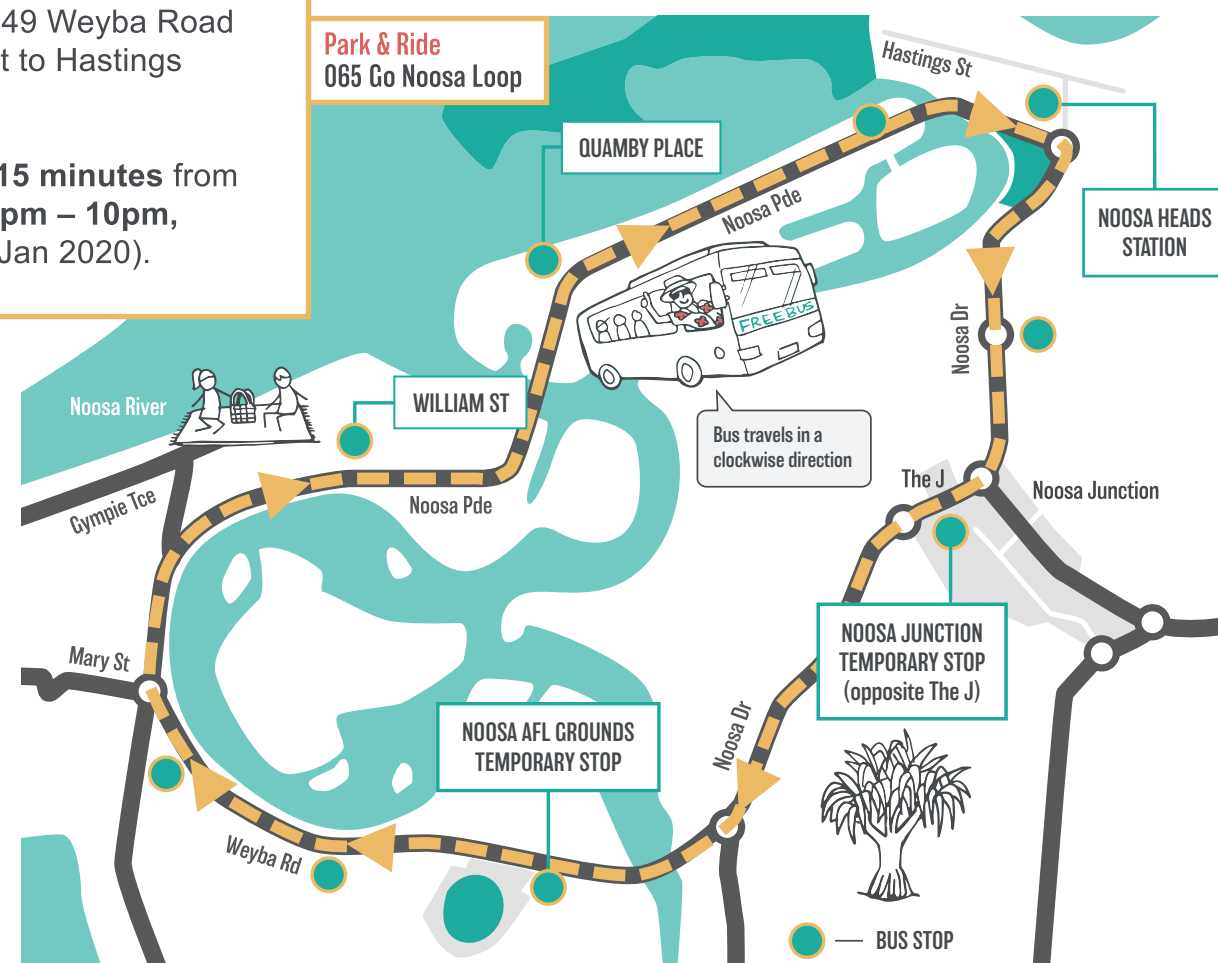 49 Weyba Road
t to Hastings
15 minutes from
pm – 10pm,
Jan 2020).
Park & Ride
065 Go Noosa Loop
Hastings St
QUAMBY PLACE
Noosa Pde
NOOSA HEADS
STATION
FREE BUS
Noosa Dr
Noosa River
WILLIAM ST
Bus travels in a
clockwise direction
Gympie Tce
Noosa Pde
The J
Noosa Junction
NOOSA JUNCTION
TEMPORARY STOP
(opposite The J)
Mary St
NOOSA AFL GROUNDS
TEMPORARY STOP
Noosa Dr
Weyba Rd
BUS STOP